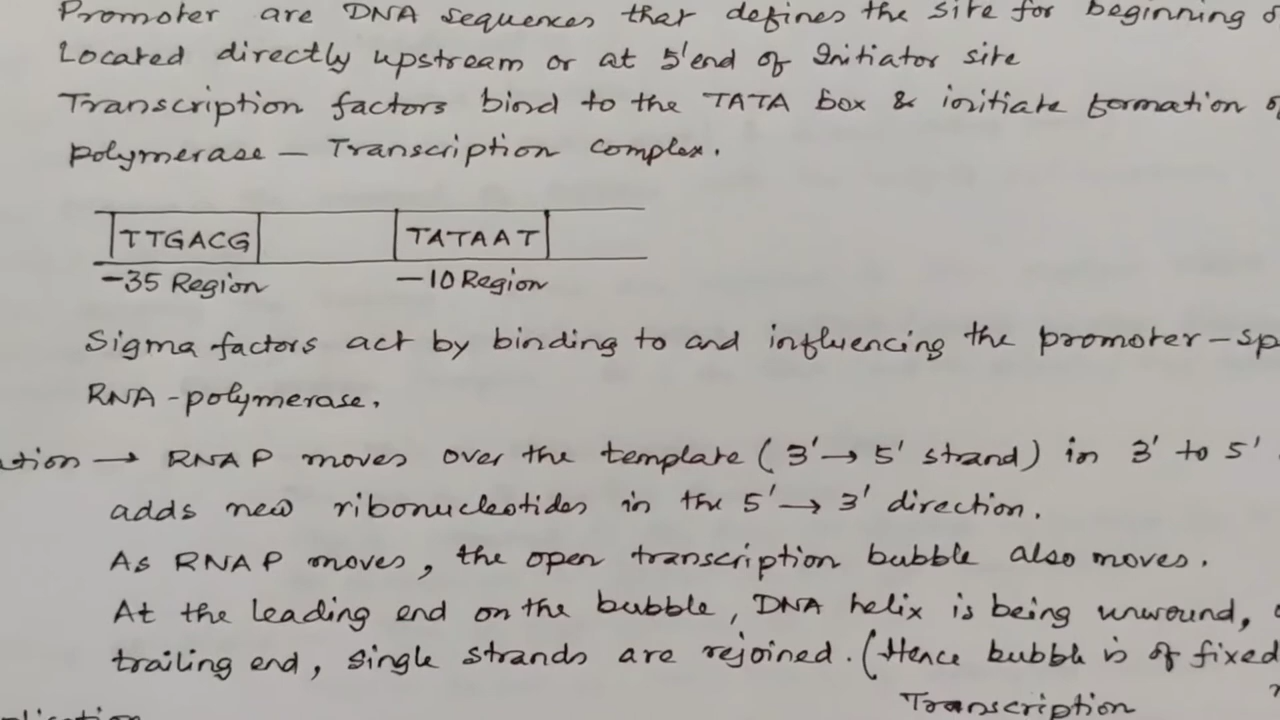 Promoter are DNA sequences that defines the site for beginning
Located directly upstream or at 5' end of Initiator site
Transcription factors bind to the TATA box & initiate formation of
polymerase – Transcription complex.
TTGACG TATAAT
-35 Region -10 Region
Sigma factors act by binding to and influencing the promoter-sp
RNA-polymerase.
→ RNAP moves over the template (3' → 5' strand) in 3' to 5'
adds new ribonucleotides in the 5' → 3' direction.
As RNAP moves, the open transcription bubble also moves.
At the leading end on the bubble, DNA helix is being unwound,
trailing end, single strands are rejoined. (Hence bubble is of fixed
Transcription